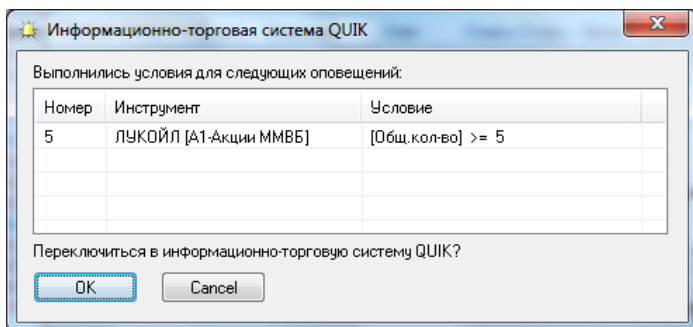 Информационно-торговая система QUIK
Выполнились условия для следующих оповещений:
Номер Инструмент Условие
5 ЛУКОЙЛ [А1-Акции ММВБ] [Общ.кол-во] >= 5
Переключиться в информационно-торговую систему QUIK?
OK Cancel